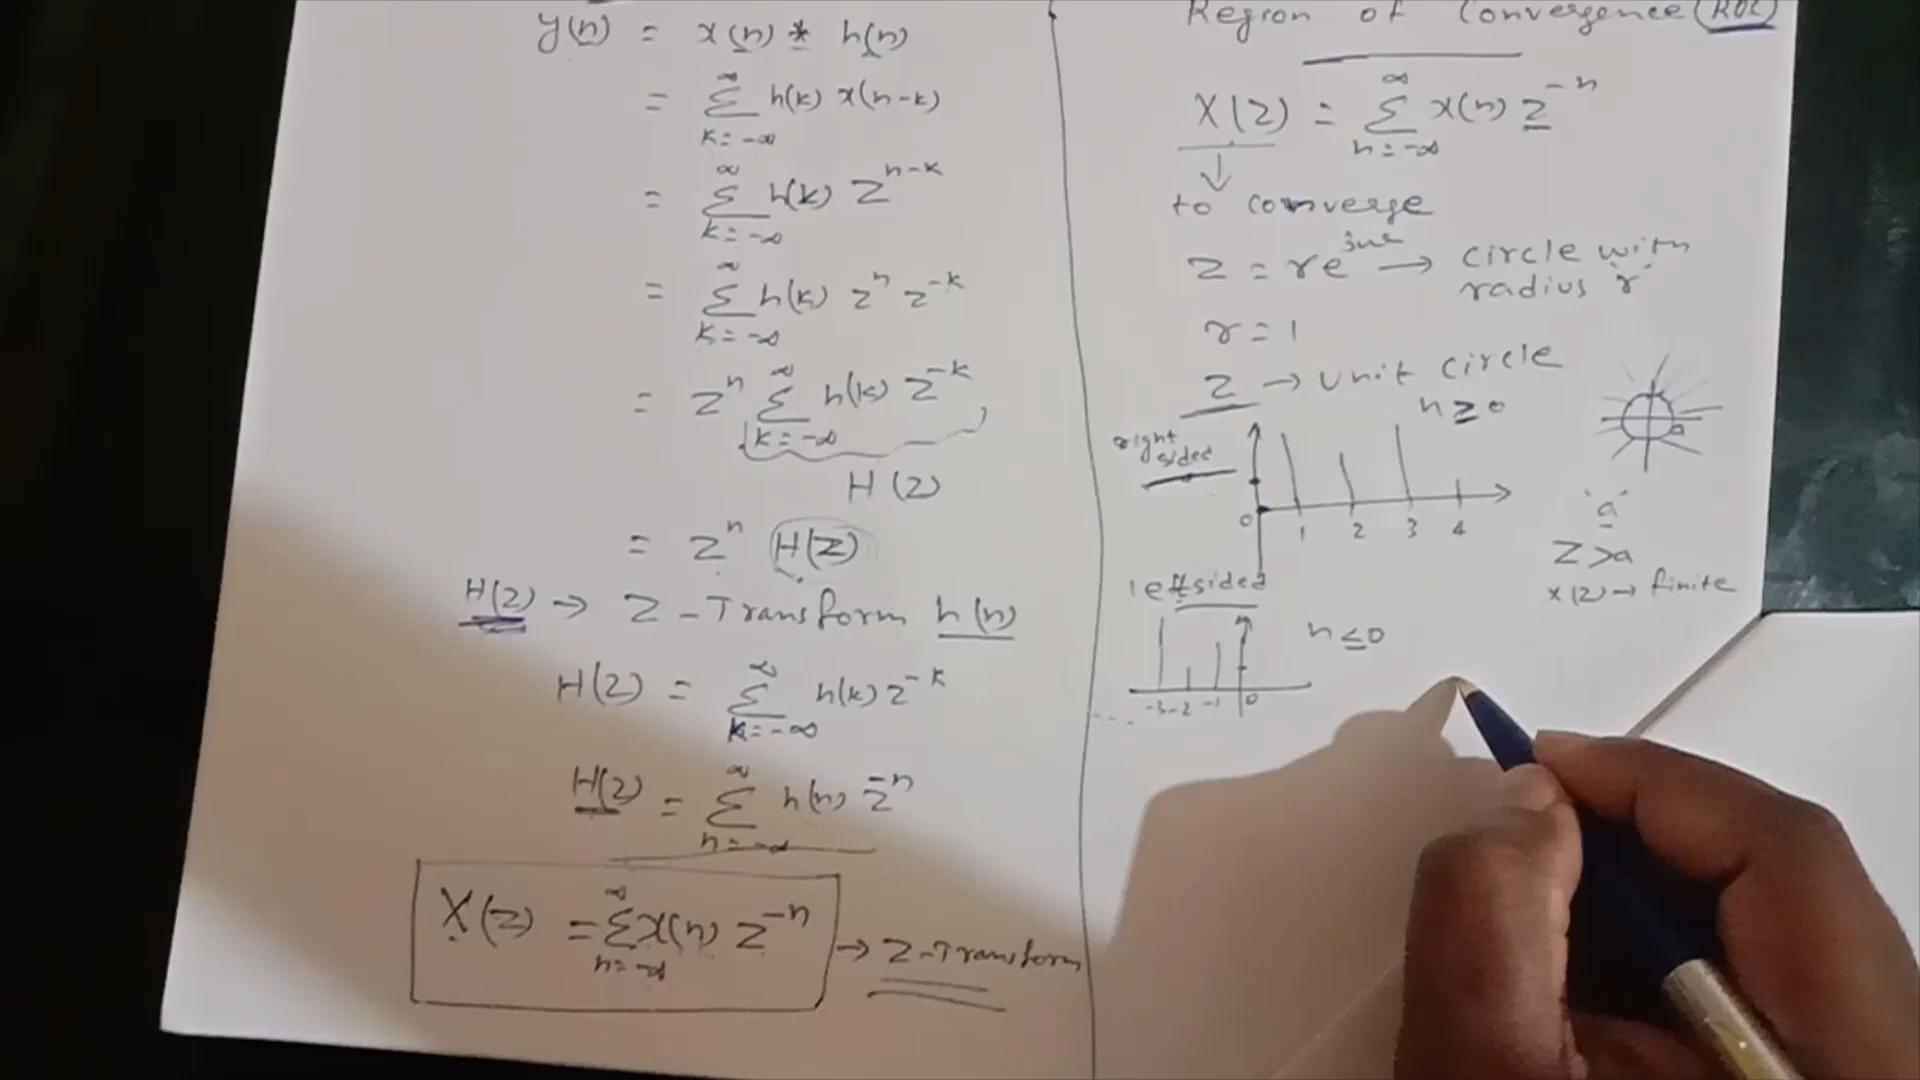 y(n) = x(n) * h(n)
= ∞ Σ k=-∞ h(k) x(n-k)
= ∞ Σ k=-∞ h(k) z^{n-k}
= ∞ Σ k=-∞ h(k) z^n z^{-k}
= z^n ∞ Σ k=-∞ h(k) z^{-k}
H(z)
= z^n H(z)
H(z) → Z-Transform h(n)
H(z) = ∞ Σ k=-∞ h(k) z^{-k}
H(z) = ∞ Σ n=-∞ h(n) z^{-n}
X(z) = ∞ Σ n=-∞ x(n) z^{-n} → Z-Transform
Region of Convergence (ROC)
X(z) = ∞ Σ n=-∞ x(n) z^{-n}
↓
to converge
z = re^{jω} → circle with
radius 'r'
r = 1
z → unit circle
n ≥ 0
right
sided
a
0 1 2 3 4
'a'
z > a
x(z) → finite
left sided
n ≤ 0
-3 -2 -1 0